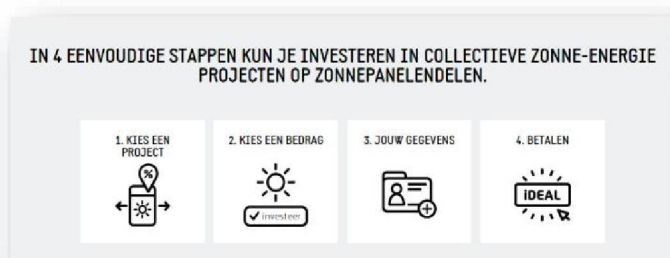 IN 4 EENVOUDIGE STAPPEN KUN JE INVESTEREN IN COLLECTIEVE ZONNE-ENERGIE
PROJECTEN OP ZONNEPANELENDELEN.
1. KIES EEN
PROJECT
%
2. KIES EEN BEDRAG
investeer
3. JOUW GEGEVENS
4. BETALEN
iDEAL